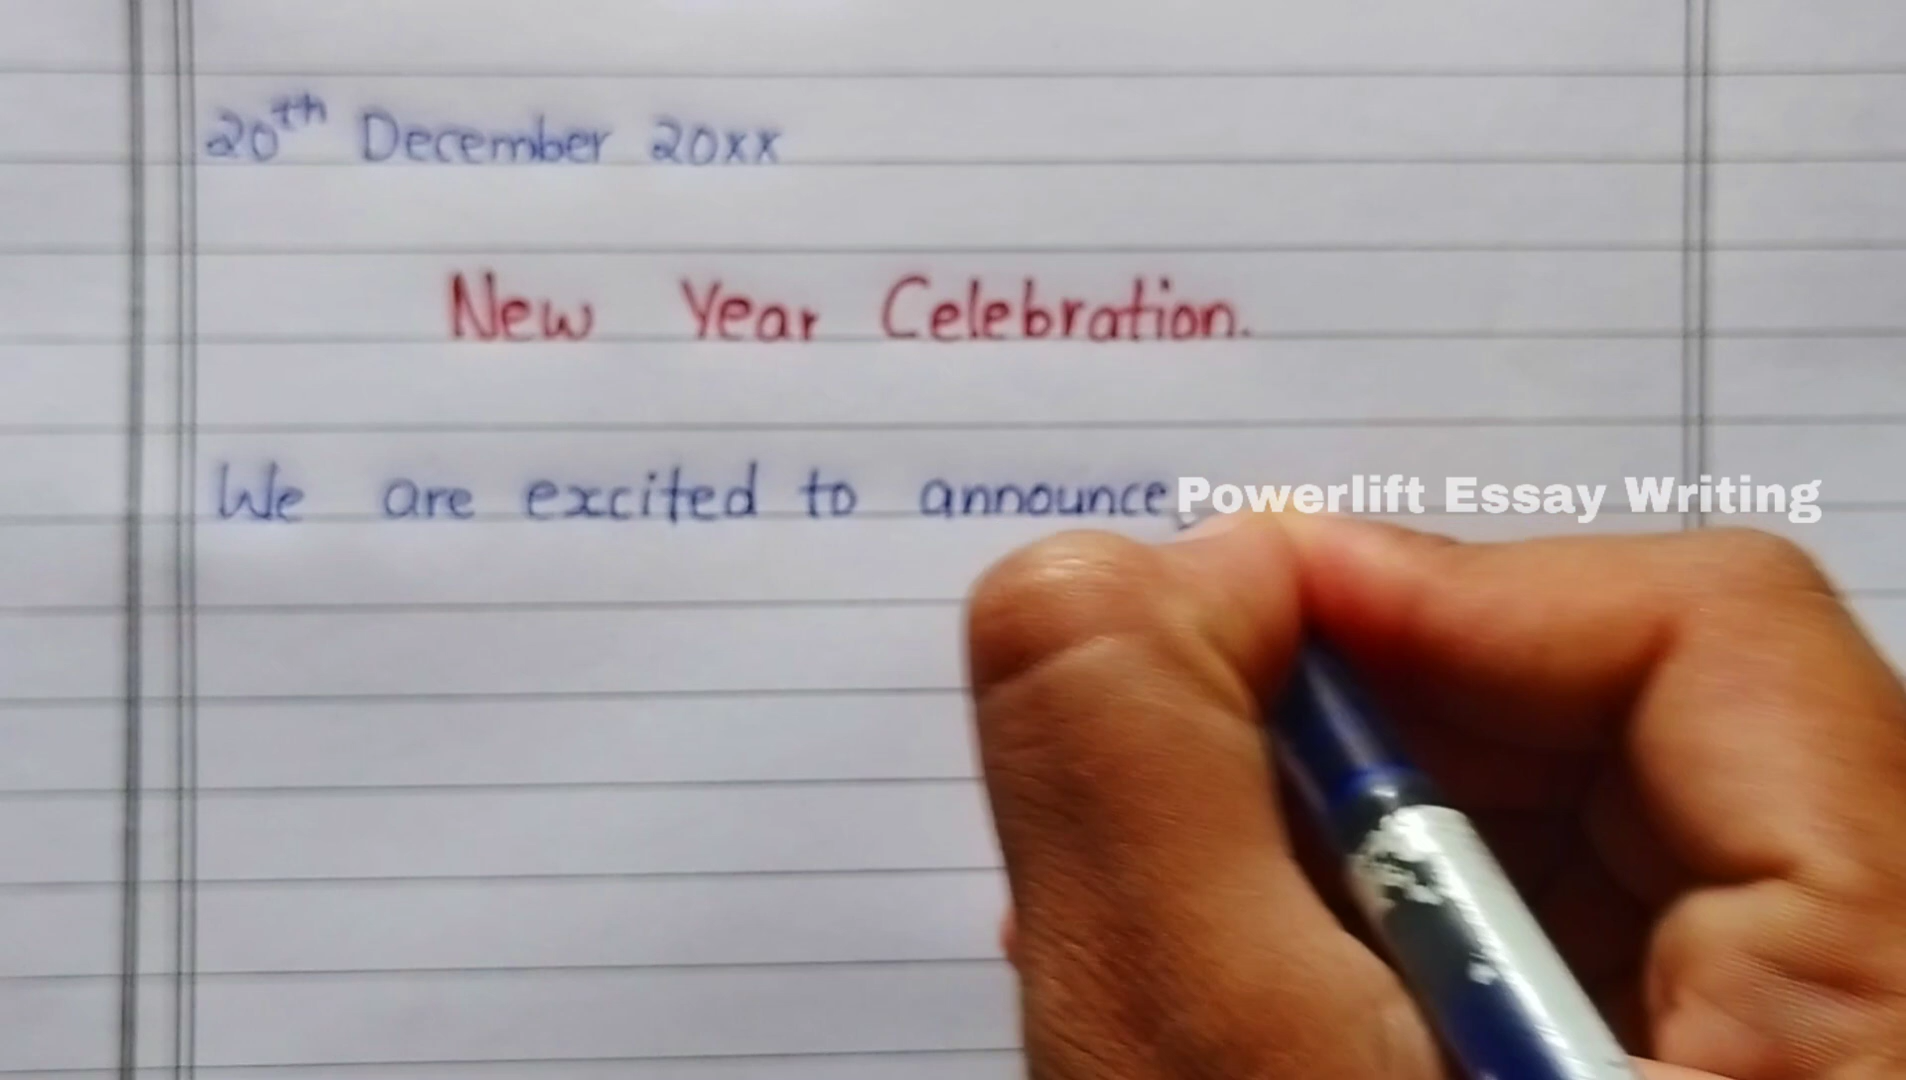 20th December 20xx
New Year Celebration.
We are excited to announce
Powerlift Essay Writing